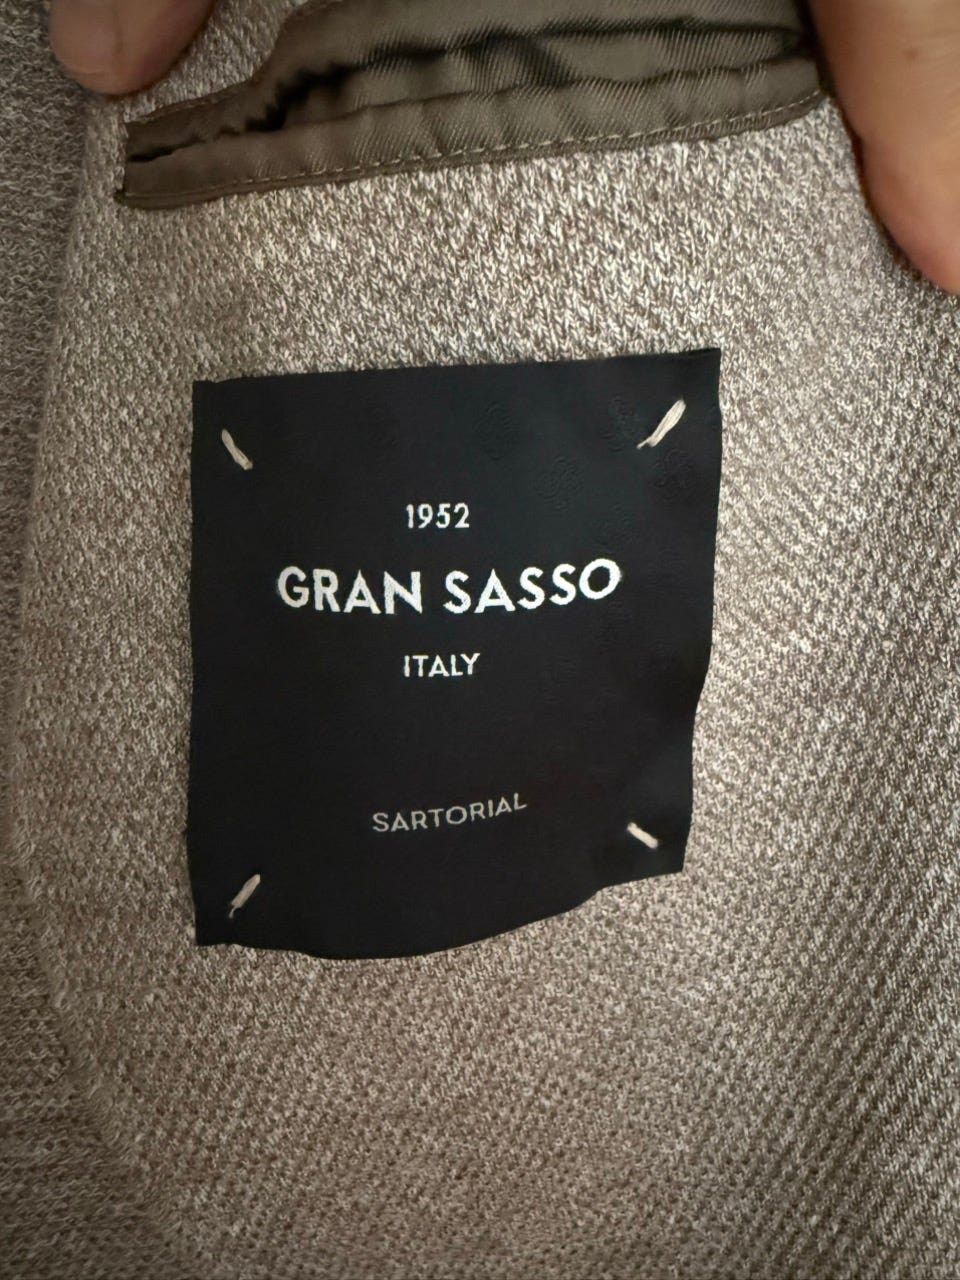 1952
GRAN SASSO
ITALY
SARTORIAL